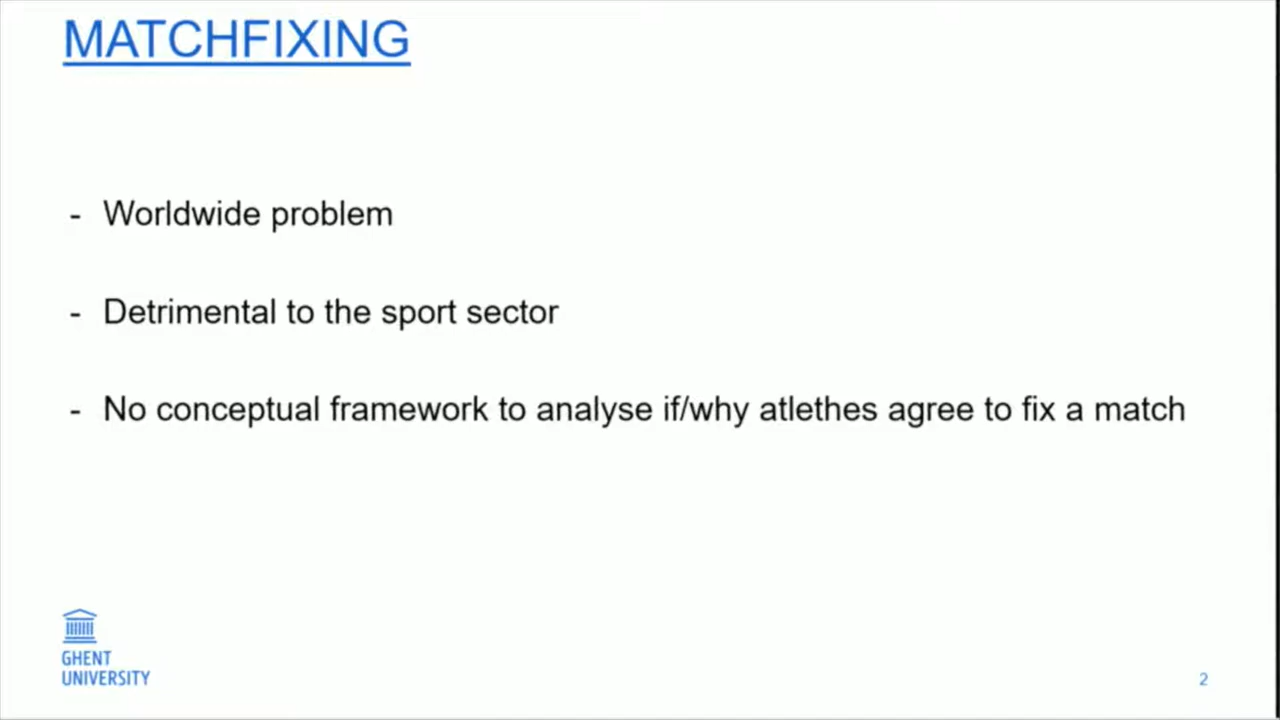 MATCHFIXING
- Worldwide problem
- Detrimental to the sport sector
- No conceptual framework to analyse if/why atlethes agree to fix a match
GHENT
UNIVERSITY
2